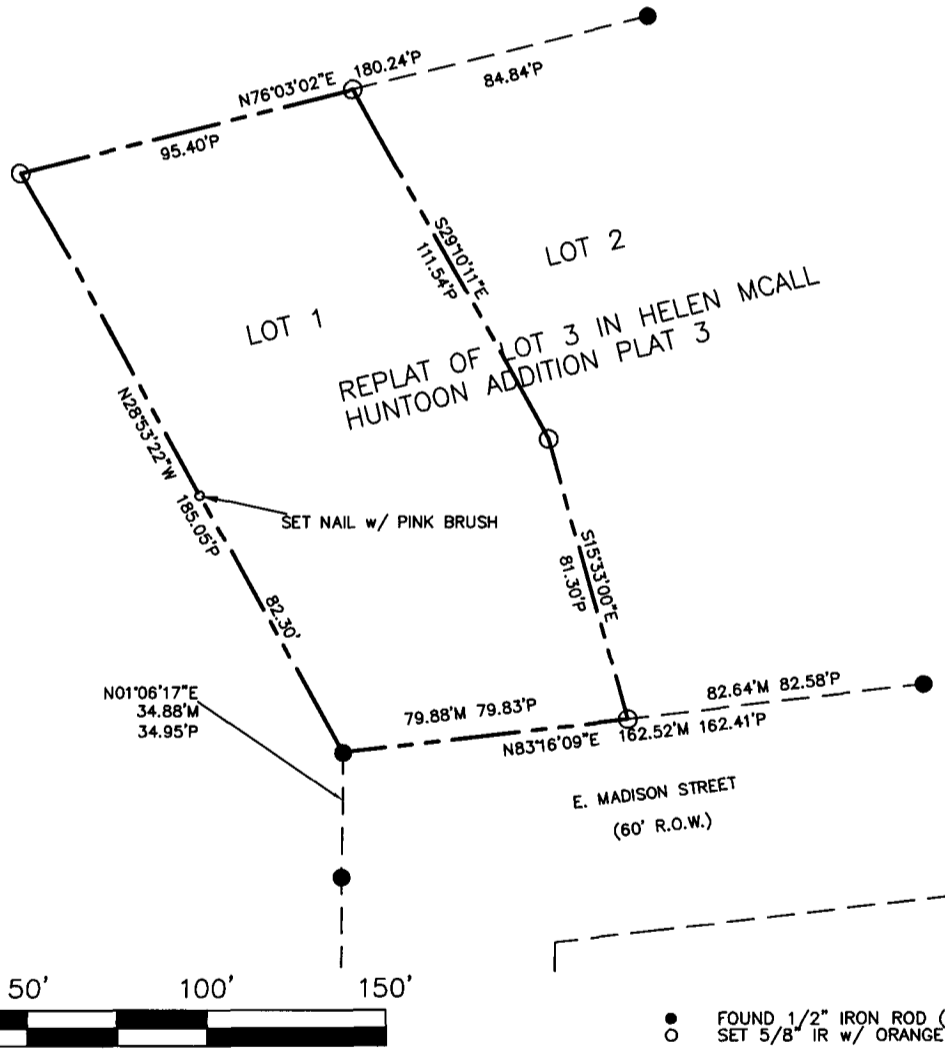 180.24'P
N76°03'02"E
84.84'P
95.40'P
S29°10'11"E
111.54'P
LOT 2
LOT 1
REPLAT OF LOT 3 IN HELEN MCALL
HUNTOON ADDITION PLAT 3
N28°53'22"W 185.05'P
SET NAIL w/ PINK BRUSH
S15°33'00"E
81.30'P
82.30'
N01°06'17"E
34.88'M
34.95'P
82.64'M 82.58'P
79.88'M 79.83'P
N83°16'09"E 162.52'M 162.41'P
E. MADISON STREET
(60' R.O.W.)
50' 100' 150'
FOUND 1/2" IRON ROD (
SET 5/8" IR w/ ORANGE